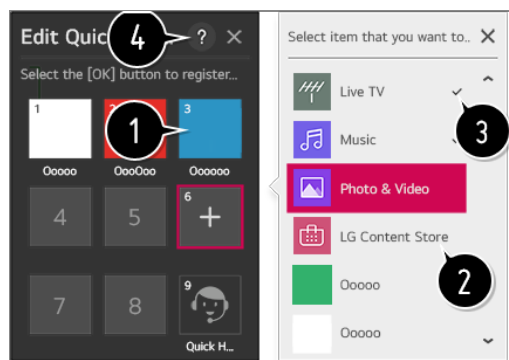 Edit Quic
4
?
Select the [OK] button to register...
1
3
1
Ooooo
OooOoo
Oooooo
4
5
6
7
8
9
Quick H...
Select item that you want to..
Live TV
3
Music
Photo & Video
LG Content Store
2
Ooooo
Ooooo